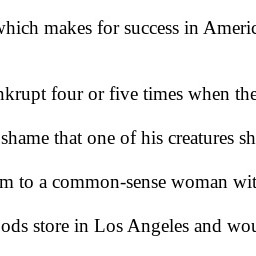 which makes for success in Americ
nkrupt four or five times when the
shame that one of his creatures sh
m to a common-sense woman wit
ods store in Los Angeles and wou